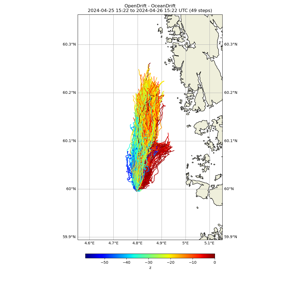 OpenDrift - OceanDrift
2024-04-25 15:22 to 2024-04-26 15:22 UTC (49 steps)
60.3°N 60.3°N
60.2°N 60.2°N
60.1°N 60.1°N
60°N 60°N
59.9°N 59.9°N
4.6°E 4.7°E 4.8°E 4.9°E 5°E 5.1°E
−50 −40 −30 −20 −10 0
z